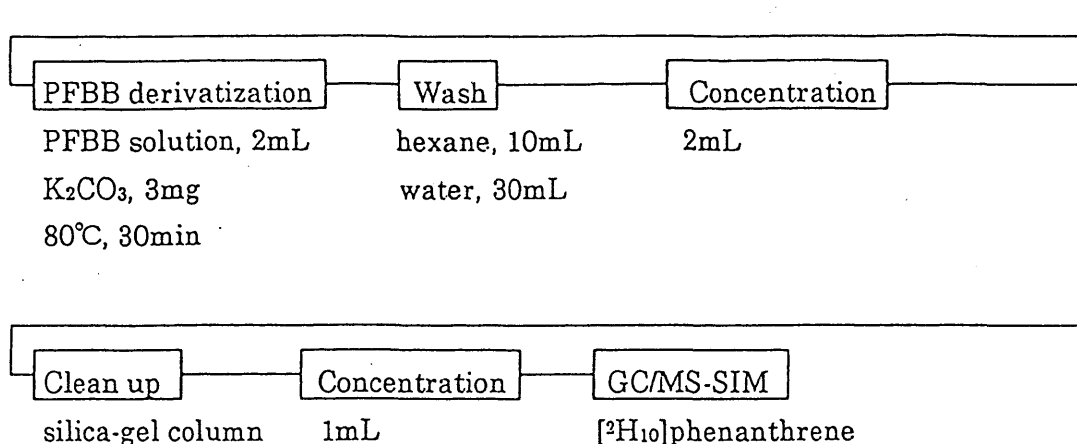 PFBB derivatization Wash Concentration
PFBB solution, 2mL hexane, 10mL 2mL
K₂CO₃, 3mg water, 30mL
80℃, 30min
Clean up Concentration GC/MS-SIM
silica-gel column 1mL [²H₁₀]phenanthrene